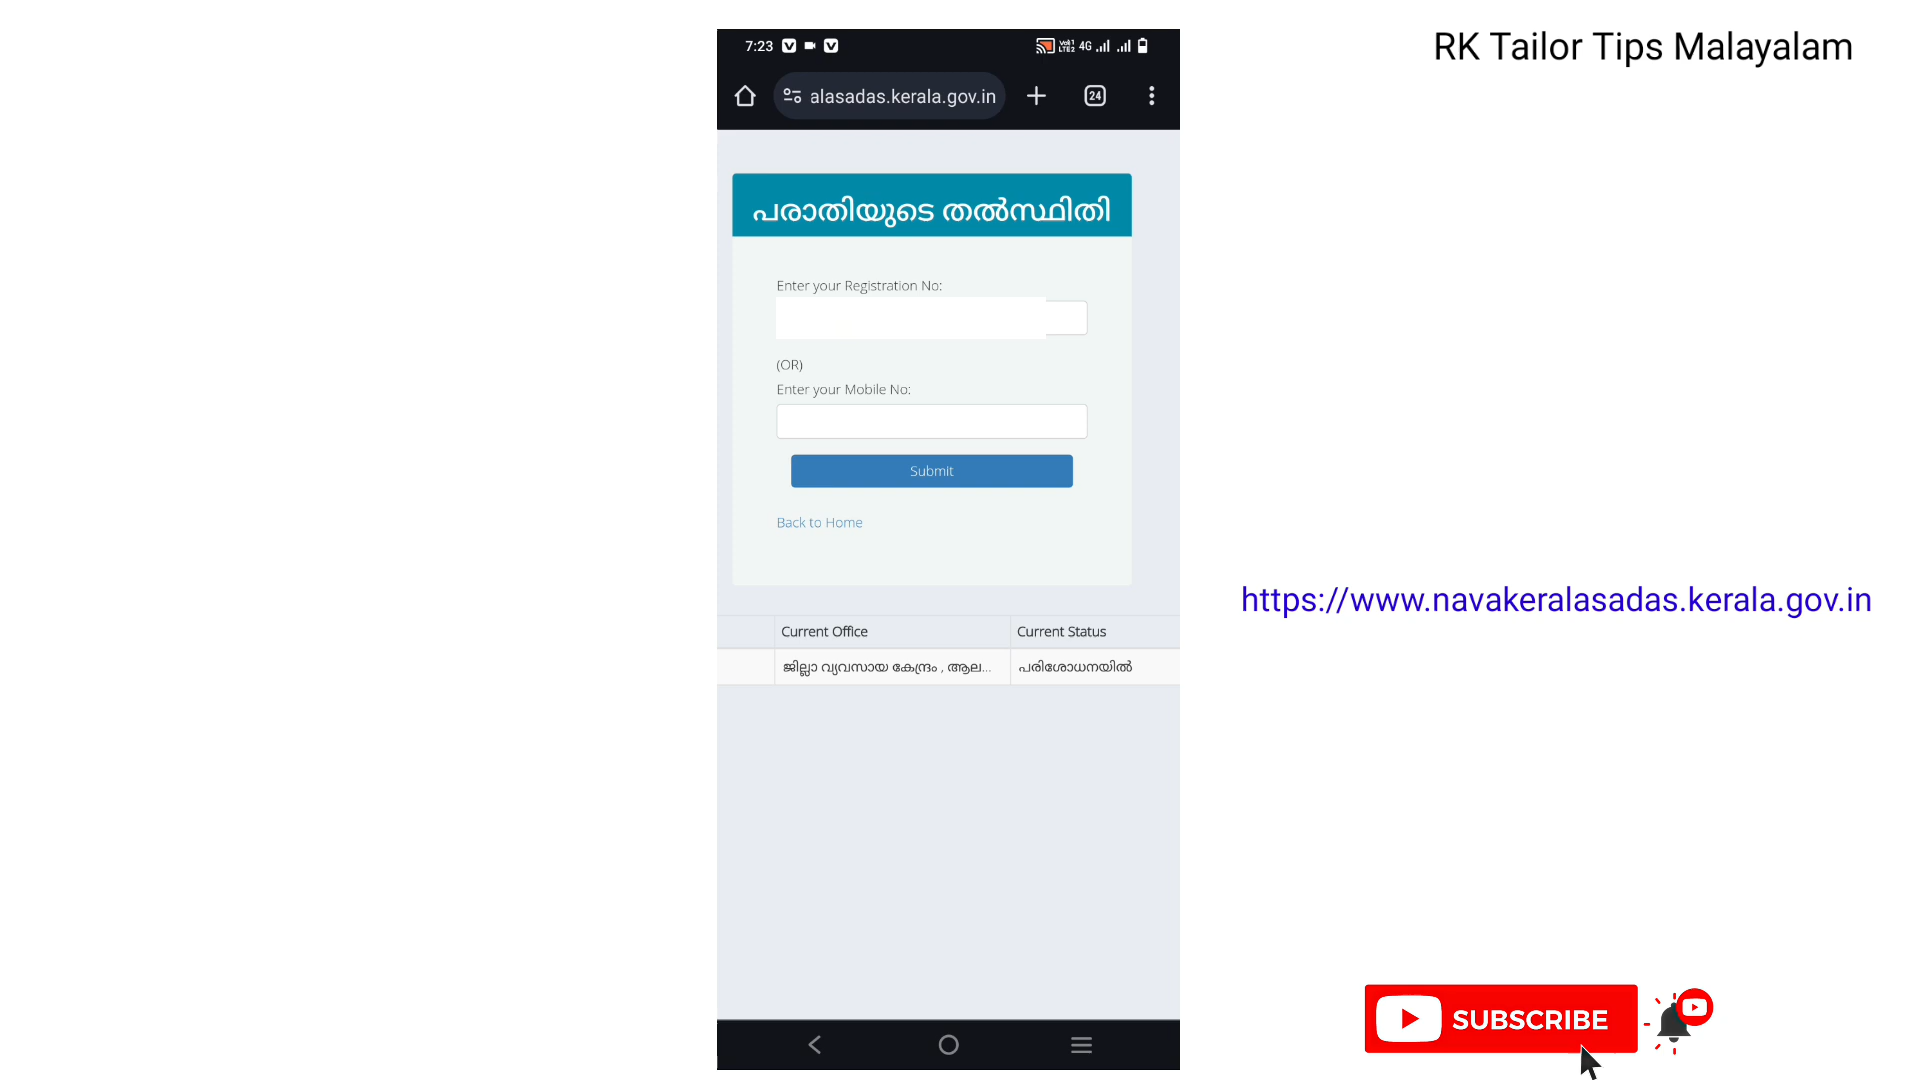 RK Tailor Tips Malayalam
7:23
4G
alasadas.kerala.gov.in
24
പരാതിയുടെ തൽസ്ഥിതി
Enter your Registration No:
(OR)
Enter your Mobile No:
Submit
Back to Home
https://www.navakeralasadas.kerala.gov.in
Current Office Current Status
ജില്ലാ വ്യവസായ കേന്ദ്രം , ആല... പരിശോധനയിൽ
SUBSCRIBE